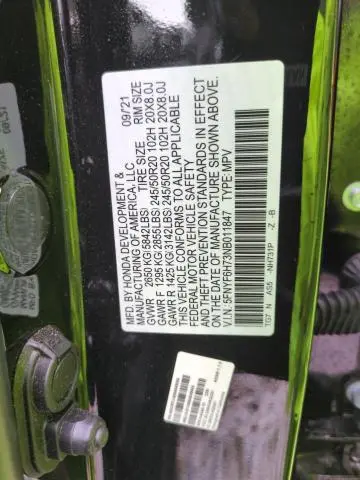 MFD. BY HONDA DEVELOPMENT & 09/21
MANUFACTURING OF AMERICA, LLC
GVWR 2650 KG(5842LBS) TIRE SIZE RIM SIZE
GAWR F 1295 KG(2855LBS) 245/50R20 102H 20X8.0J
GAWR R 1425 KG(3142LBS) 245/50R20 102H 20X8.0J
THIS VEHICLE CONFORMS TO ALL APPLICABLE
FEDERAL MOTOR VEHICLE SAFETY
AND THEFT PREVENTION STANDARDS IN EFFECT
ON THE DATE OF MANUFACTURE SHOWN ABOVE.
V.I.N. 5FNYF6H73NB011847 TYPE:MPV
TG7 N AS5 -NH731P -Z -B